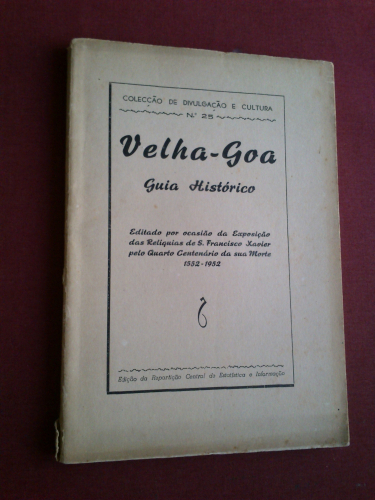 COLECÇÃO DE DIVULGAÇÃO E CULTURA
N.º 25
Velha-Goa
Guia Histórico
Editado por ocasião da Exposição
das Relíquias de S. Francisco Xavier
pelo Quarto Centenário da sua Morte
1552-1952
Edição da Repartição Central de Estatística e Informação